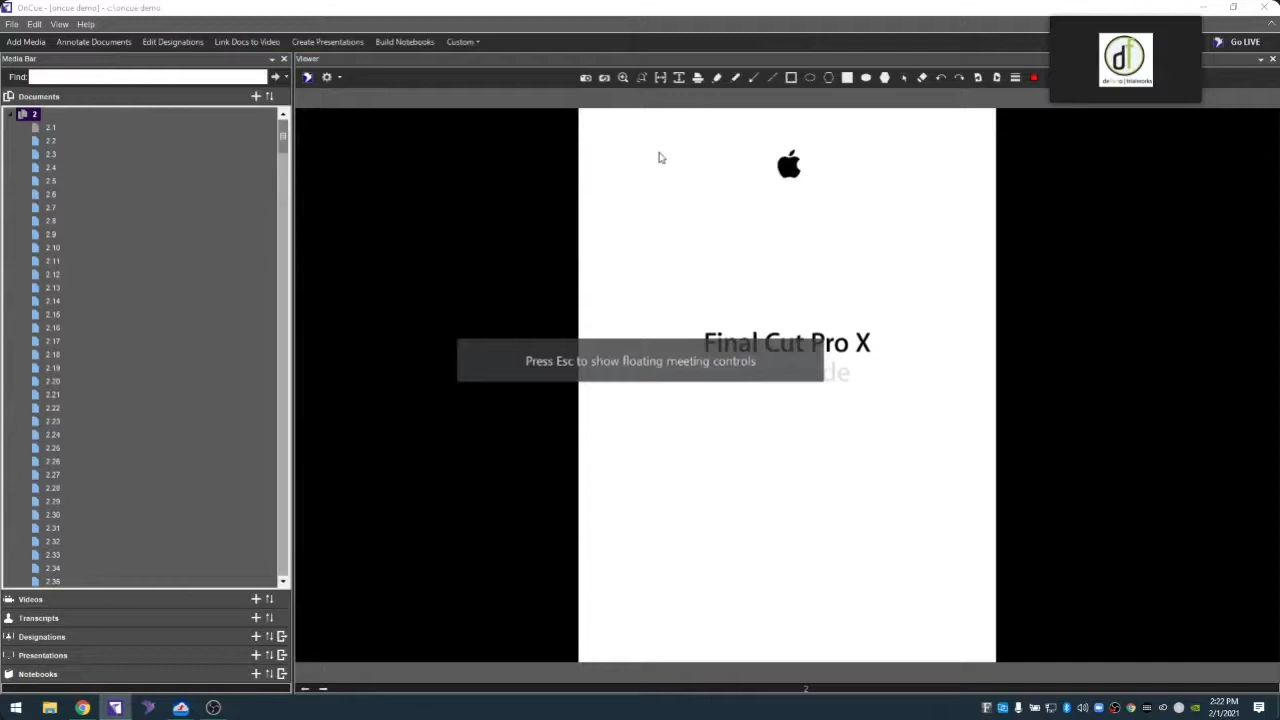 OnCue - [oncue demo] - c:\oncue demo
File Edit View Help
Add Media Annotate Documents Edit Designations Link Docs to Video Create Presentations Build Notebooks Custom Go LIVE
Media Bar
Viewer
Find:
Documents
2
2.1
2.2
2.3
2.4
2.5
2.6
2.7
2.8
2.9
2.10
2.11
2.12
2.13
2.14
2.15
2.16
2.17
2.18
2.19
2.20
2.21
2.22
2.23
2.24
2.25
2.26
2.27
2.28
2.29
2.30
2.31
2.32
2.33
2.34
2.35
Videos
Transcripts
Designations
Presentations
Notebooks
df
Final Cut Pro X
de
Press Esc to show floating meeting controls
2
2:22 PM
2/1/2021